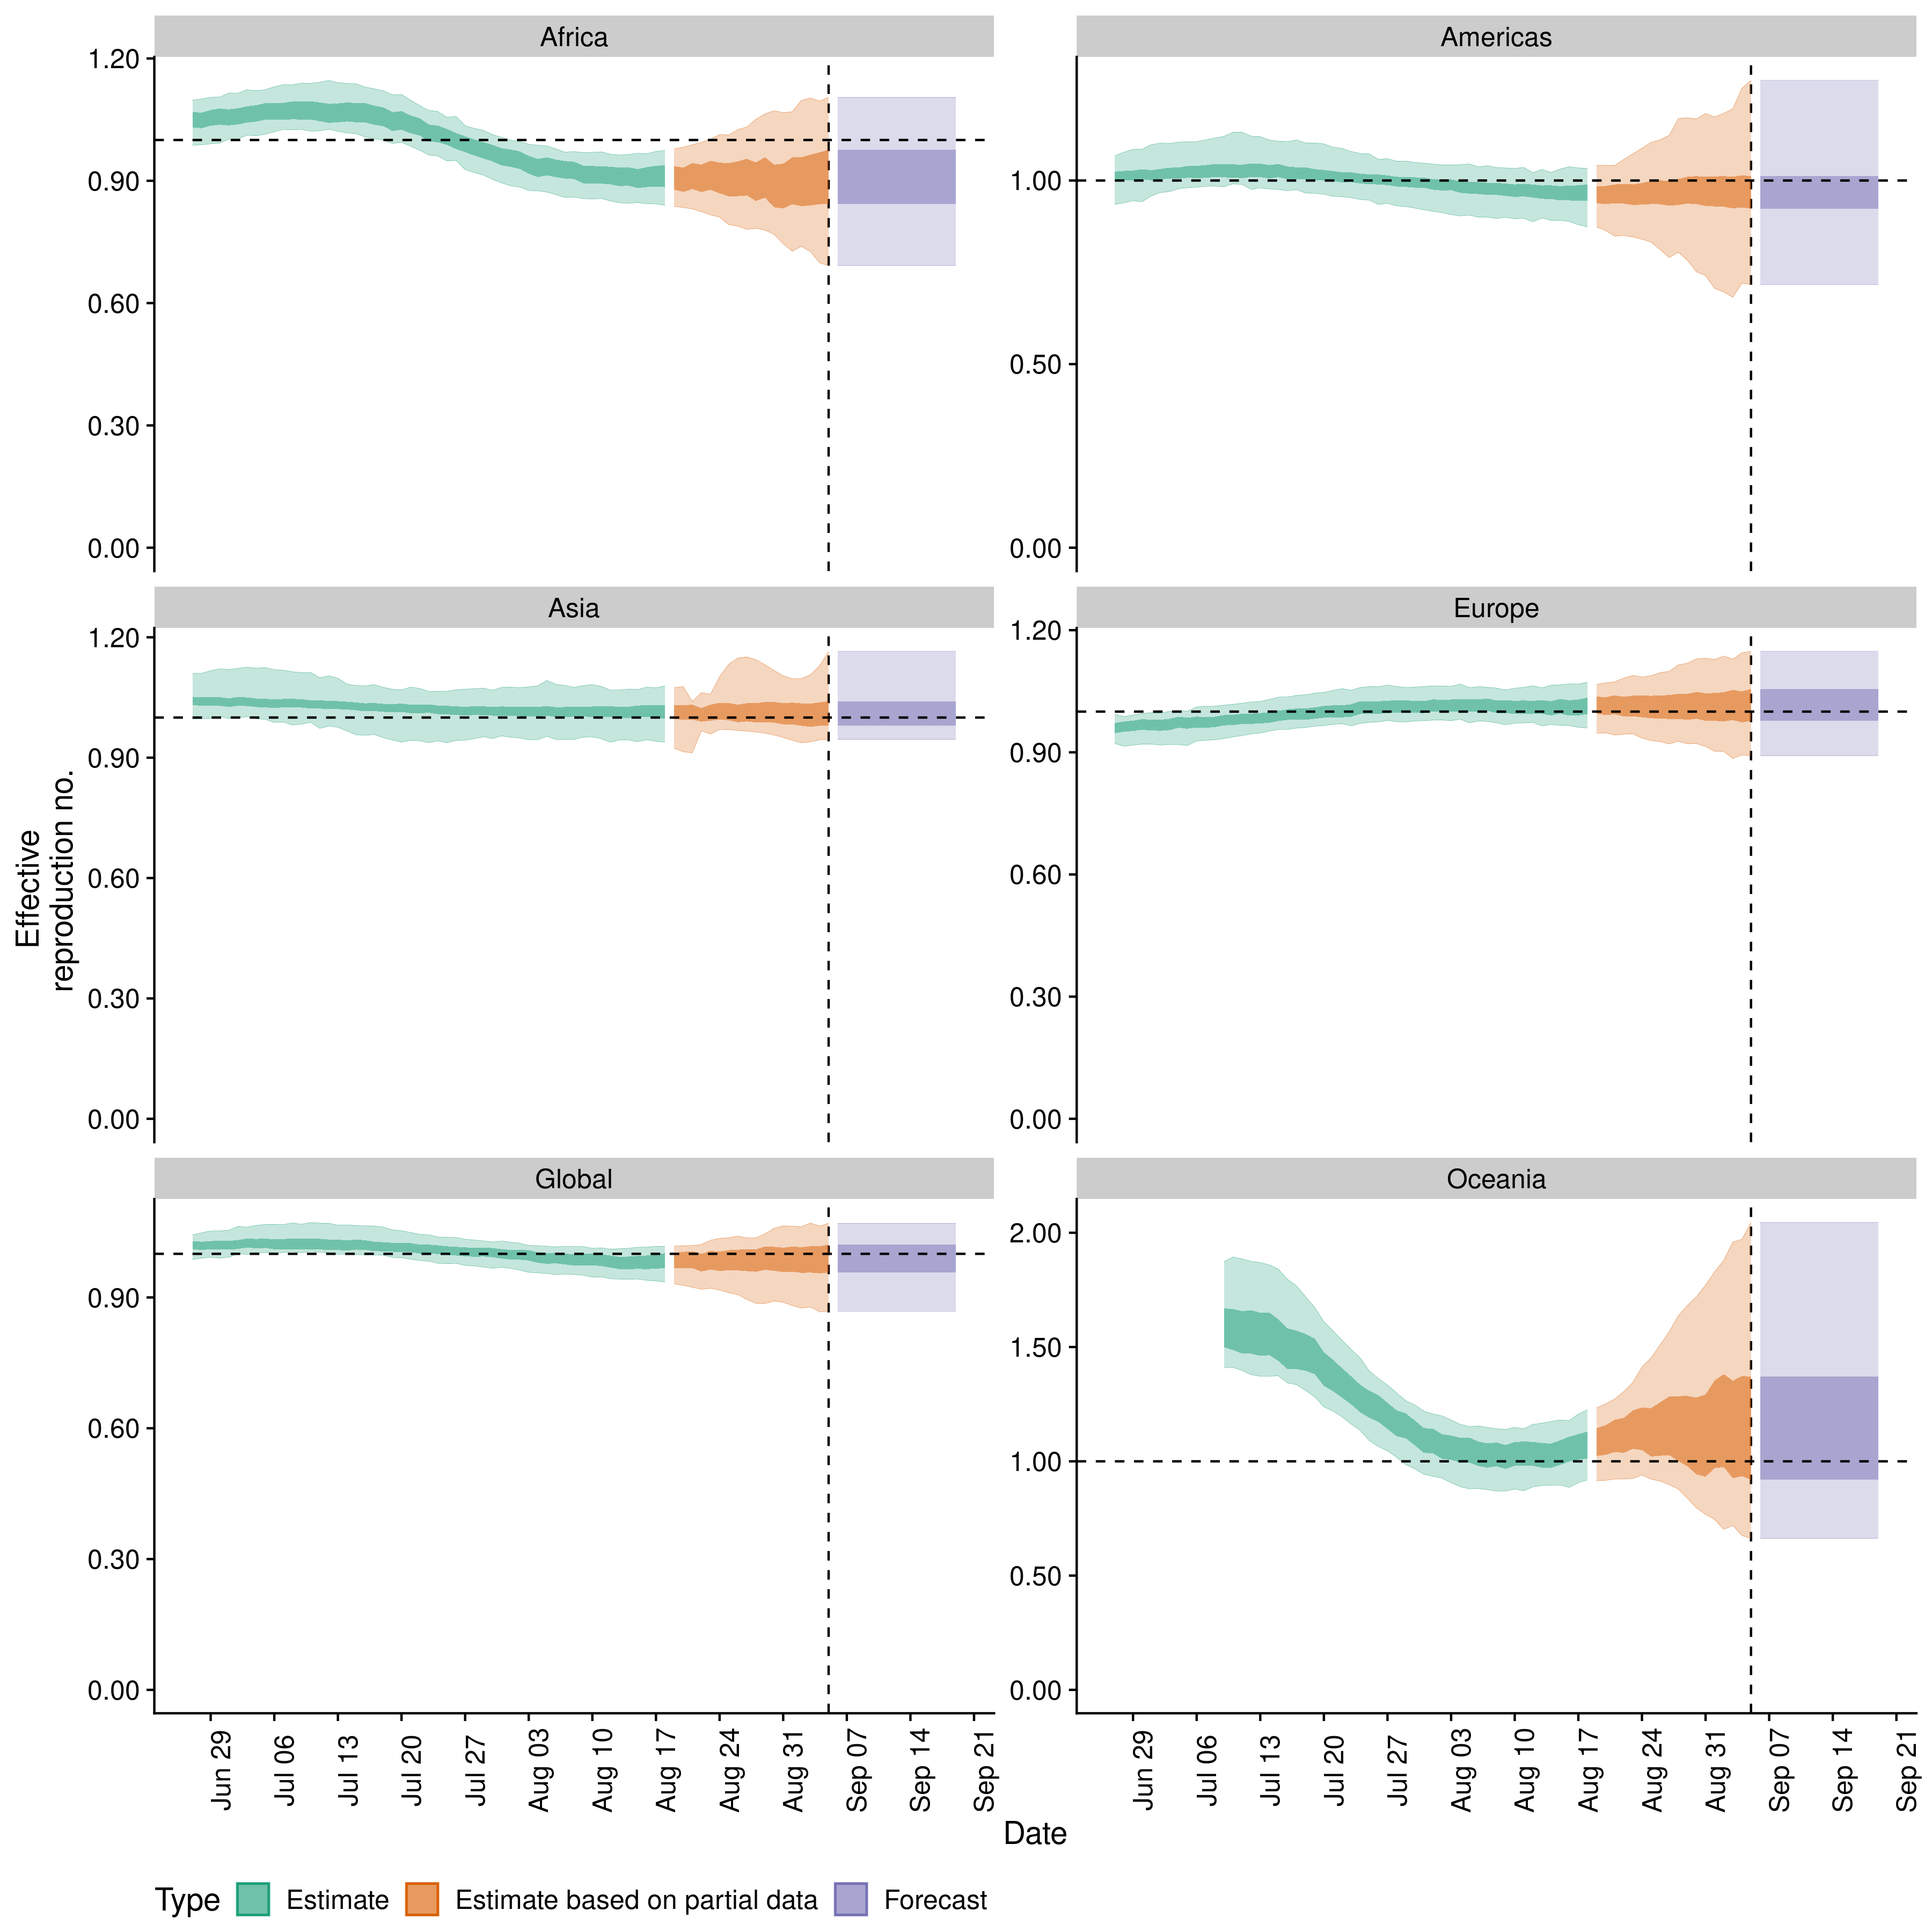 Africa
Americas
1.20
0.90
0.60
0.30
0.00
1.00
0.50
0.00
Asia
Europe
1.20
0.90
0.60
0.30
0.00
1.20
0.90
0.60
0.30
0.00
Effective
reproduction no.
Global
Oceania
0.90
0.60
0.30
0.00
2.00
1.50
1.00
0.50
0.00
Jun 29
Jul 06
Jul 13
Jul 20
Jul 27
Aug 03
Aug 10
Aug 17
Aug 24
Aug 31
Sep 07
Sep 14
Sep 21
Jun 29
Jul 06
Jul 13
Jul 20
Jul 27
Aug 03
Aug 10
Aug 17
Aug 24
Aug 31
Sep 07
Sep 14
Sep 21
Date
Type Estimate Estimate based on partial data Forecast